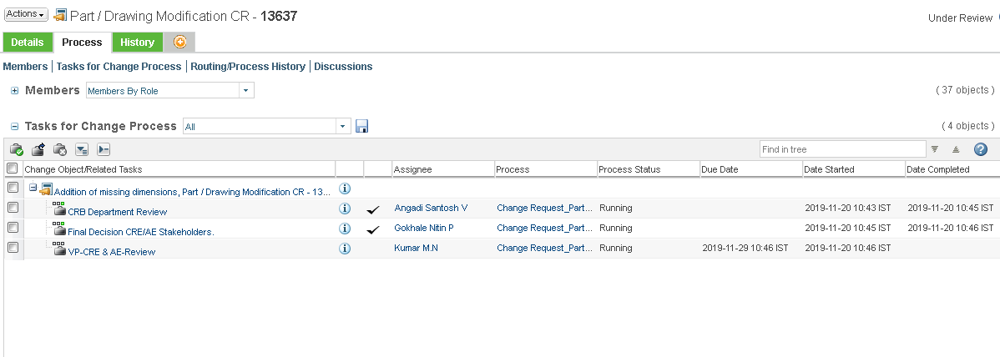 Actions
Part / Drawing Modification CR - 13637
Under Review
Details Process History
Members Tasks for Change Process Routing/Process History Discussions
Members Members By Role ( 37 objects )
Tasks for Change Process All ( 4 objects )
Find in tree
Change Object/Related Tasks Assignee Process Process Status Due Date Date Started Date Completed
Addition of missing dimensions, Part / Drawing Modification CR - 13...
CRB Department Review Angadi Santosh V Change Request_Part... Running 2019-11-20 10:43 IST 2019-11-20 10:45 IST
Final Decision CRE/AE Stakeholders. Gokhale Nitin P Change Request_Part... Running 2019-11-20 10:45 IST 2019-11-20 10:46 IST
VP-CRE & AE-Review Kumar M.N Change Request_Part... Running 2019-11-29 10:46 IST 2019-11-20 10:46 IST